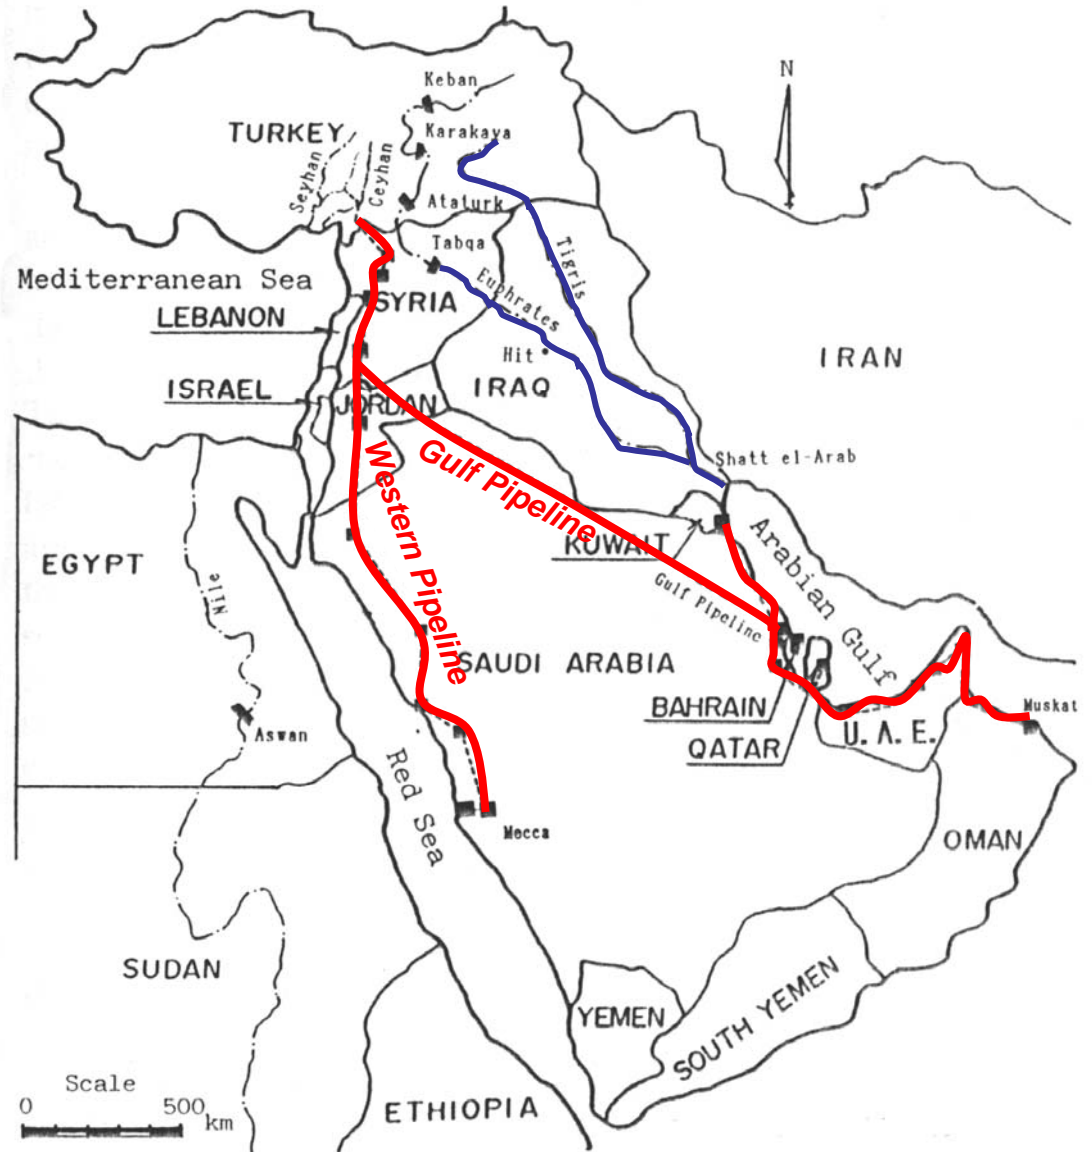 Keban
N
TURKEY
Karakaya
Seyhan
Ceyhan
Ataturk
Tabqa
Tigris
Mediterranean Sea
Euphrates
SYRIA
LEBANON
Hit
IRAN
ISRAEL
IRAQ
JORDAN
Shatt el-Arab
Gulf Pipeline
Western Pipeline
KUWAIT
Arabian Gulf
EGYPT
Nile
Gulf Pipeline
SAUDI ARABIA
BAHRAIN
Muskat
QATAR
U. A. E.
Aswan
Red Sea
Mecca
OMAN
SUDAN
YEMEN
SOUTH YEMEN
Scale
0 500 km
ETHIOPIA